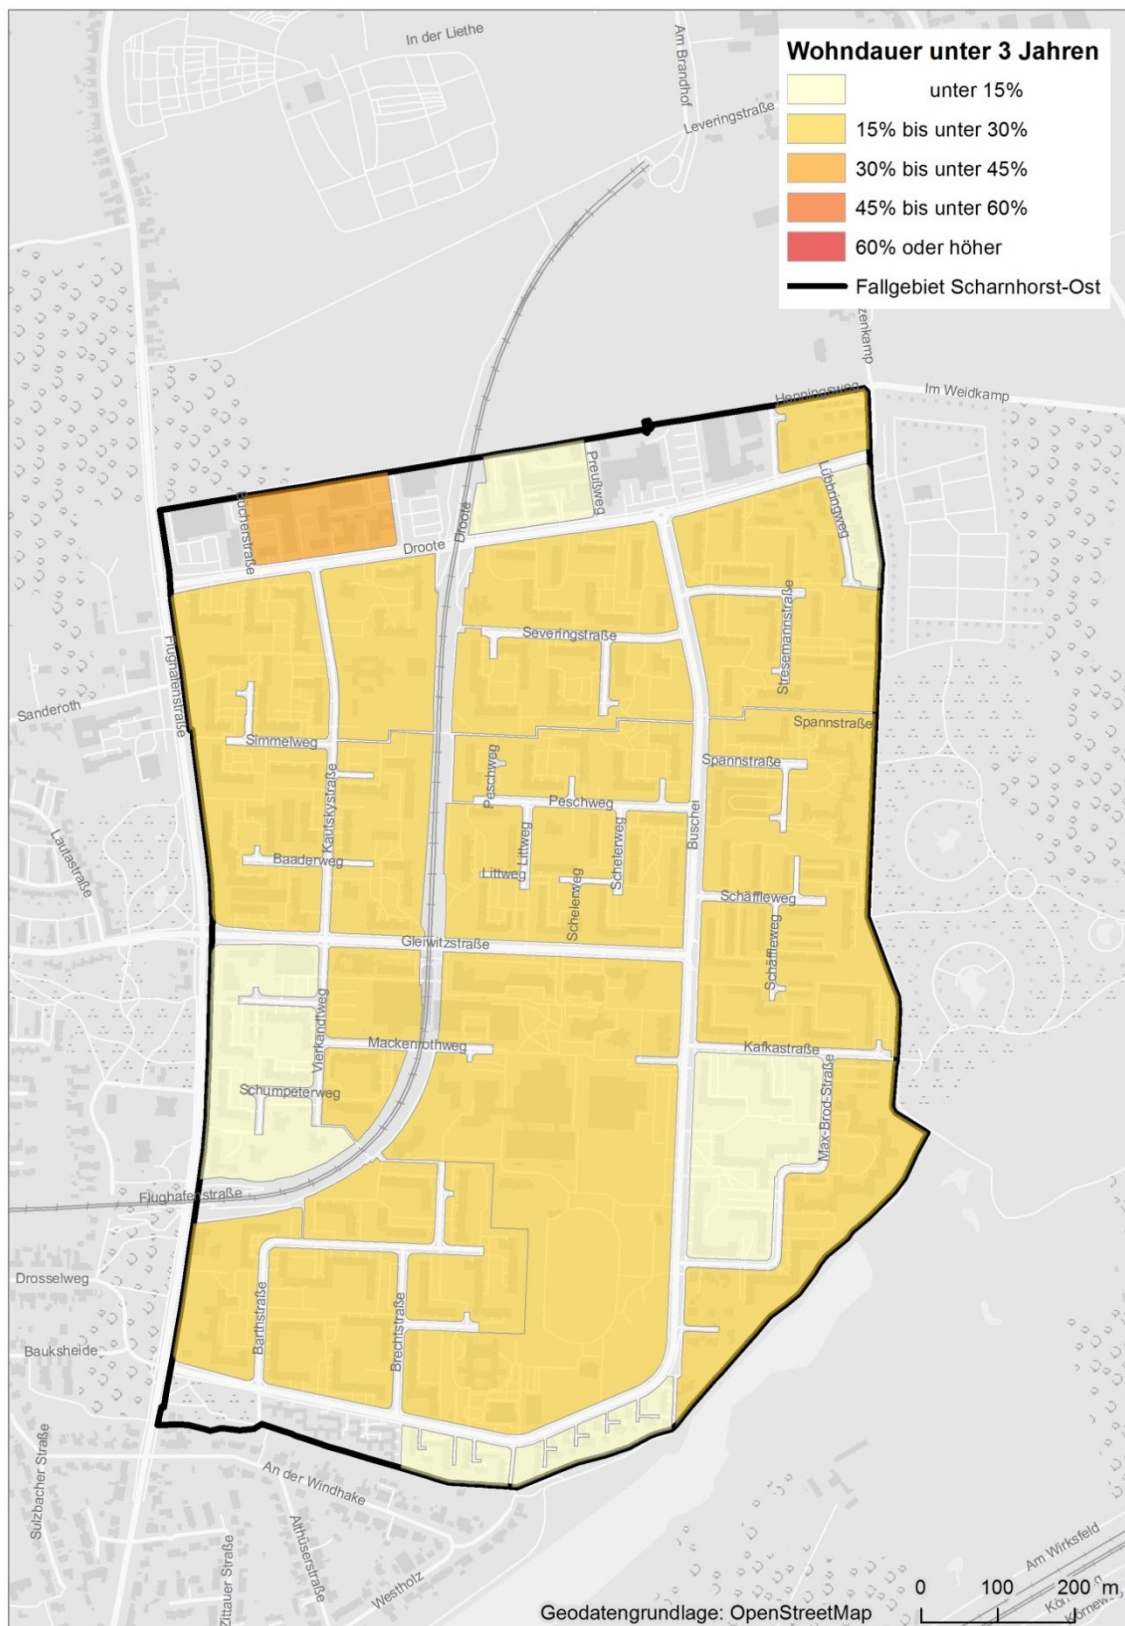 Wohndauer unter 3 Jahren
unter 15%
15% bis unter 30%
30% bis unter 45%
45% bis unter 60%
60% oder höher
Fallgebiet Scharnhorst-Ost
In der Liethe
Am Brandhof
Leveringstraße
zenkamp
Henningsweg
Im Weidkamp
Bücherstraße
Droote
Droote
Preußweg
Lübbringweg
Severingstraße
Stresemannstraße
Flughafenstraße
Sanderoth
Simmelweg
Spannstraße
Spannstraße
Peschweg
Peschweg
Kautskystraße
Buschei
Lautastraße
Baaderweg
Littweg
Littweg
Schelerweg
Schelerweg
Schäffleweg
Schäffleweg
Gleiwitzstraße
Vierkandtweg
Mackenrothweg
Kafkastraße
Schumpeterweg
Max-Brod-Straße
Flughafenstraße
Drosselweg
Barthstraße
Brechtstraße
Bauksheide
Sulzbacher Straße
An der Windhake
Althüserstraße
Zittauer Straße
Westholz
Am Wirksfeld
Geodatengrundlage: OpenStreetMap
0 100 200 m